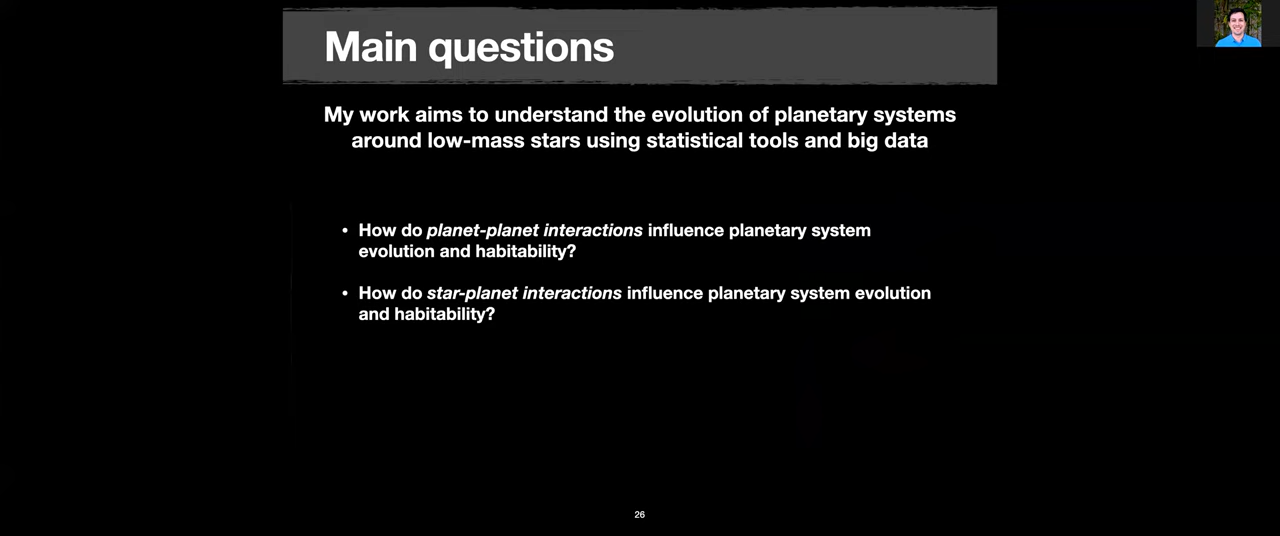 Main questions
My work aims to understand the evolution of planetary systems
around low-mass stars using statistical tools and big data
• How do planet-planet interactions influence planetary system
evolution and habitability?
• How do star-planet interactions influence planetary system evolution
and habitability?
26